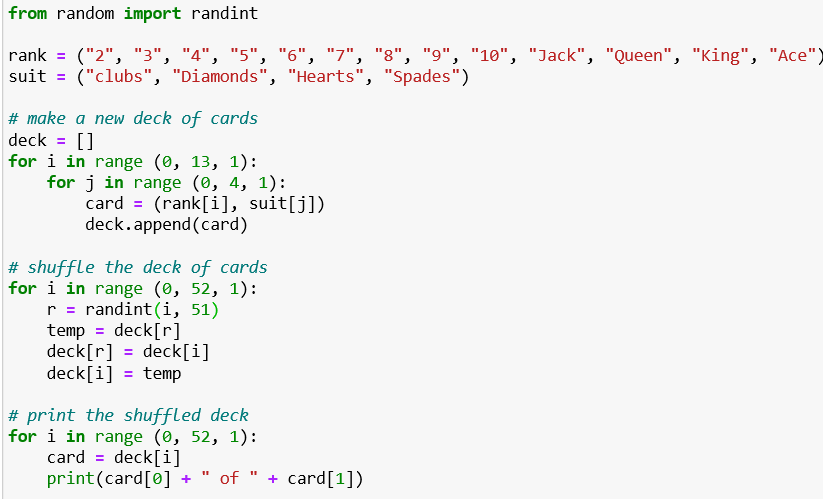 from random import randint

rank = ("2", "3", "4", "5", "6", "7", "8", "9", "10", "Jack", "Queen", "King", "Ace")
suit = ("clubs", "Diamonds", "Hearts", "Spades")

# make a new deck of cards
deck = []
for i in range (0, 13, 1):
    for j in range (0, 4, 1):
        card = (rank[i], suit[j])
        deck.append(card)

# shuffle the deck of cards
for i in range (0, 52, 1):
    r = randint(i, 51)
    temp = deck[r]
    deck[r] = deck[i]
    deck[i] = temp

# print the shuffled deck
for i in range (0, 52, 1):
    card = deck[i]
    print(card[0] + " of " + card[1])